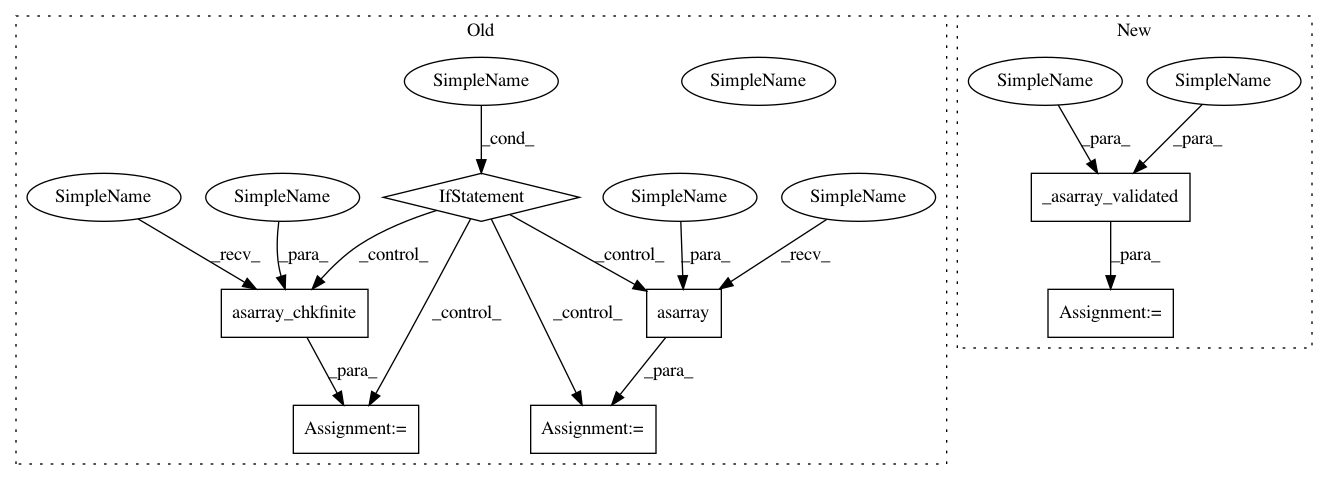 Old
New
SimpleName
SimpleName
SimpleName
SimpleName
_cond_
_para_
_para_
SimpleName
SimpleName
IfStatement
SimpleName
SimpleName
_asarray_validated
_recv_
_para_
_control_
_control_
_para_
_recv_
_para_
asarray_chkfinite
_control_
_control_
asarray
Assignment:=
_para_
_para_
Assignment:=
Assignment:=